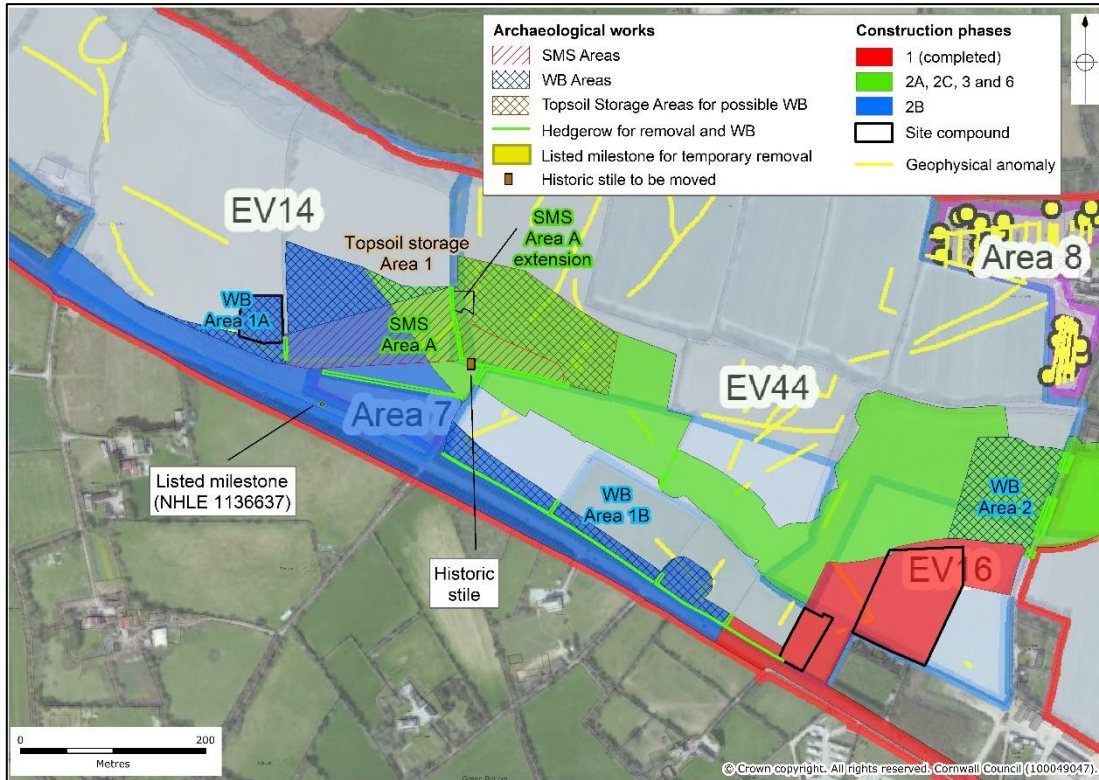 Archaeological works
SMS Areas
WB Areas
Topsoil Storage Areas for possible WB
Hedgerow for removal and WB
Listed milestone for temporary removal
Historic stile to be moved
Construction phases
1 (completed)
2A, 2C, 3 and 6
2B
Site compound
Geophysical anomaly
EV14
Topsoil storage
Area 1
SMS
Area A
extension
Area 8
WB
Area 1A
SMS
Area A
EV44
Area 7
Listed milestone
(NHLE 1136637)
WB
Area 1B
WB
Area 2
Historic
stile
EV16
0
200
Metres
© Crown copyright. All rights reserved. Cornwall Council (100049047).